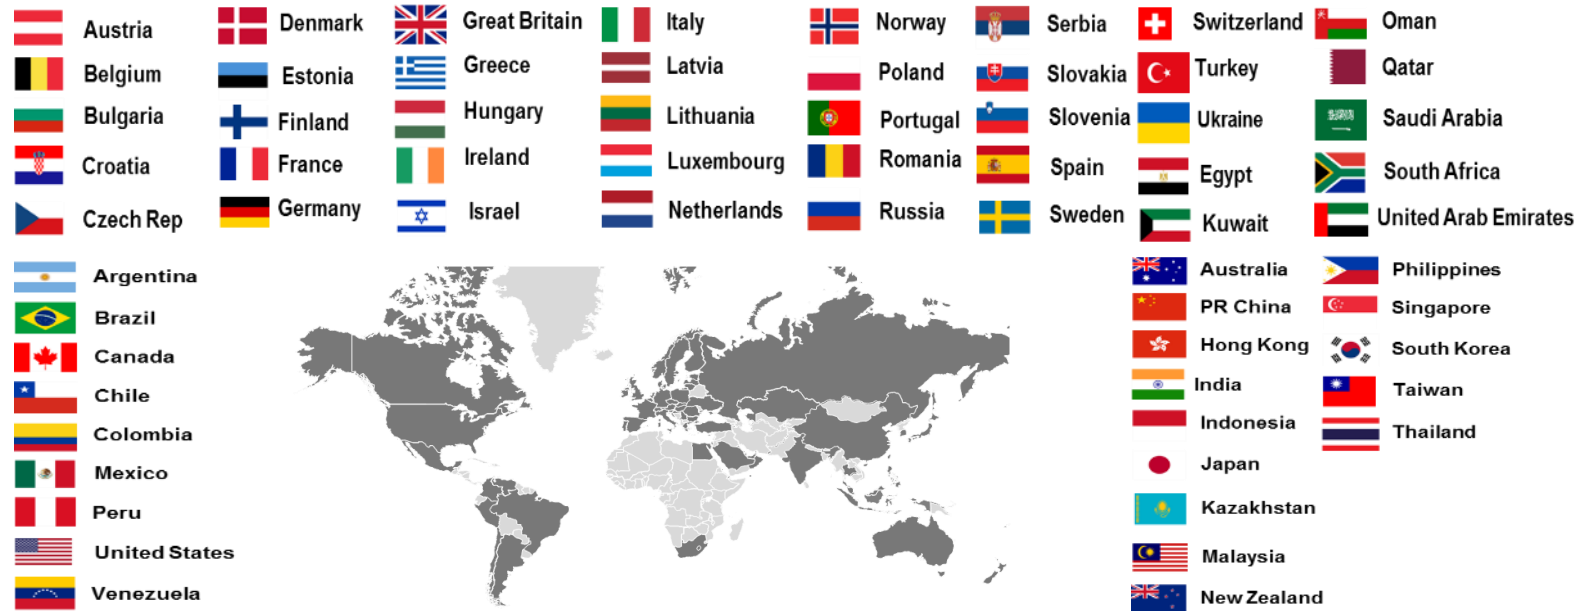 Austria
Belgium
Bulgaria
Croatia
Czech Rep
Denmark
Estonia
Finland
France
Germany
Great Britain
Greece
Hungary
Ireland
Israel
Italy
Latvia
Lithuania
Luxembourg
Netherlands
Norway
Poland
Portugal
Romania
Russia
Serbia
Slovakia
Slovenia
Spain
Sweden
Switzerland
Turkey
Ukraine
Egypt
Kuwait
Oman
Qatar
Saudi Arabia
South Africa
United Arab Emirates
Argentina
Brazil
Canada
Chile
Colombia
Mexico
Peru
United States
Venezuela
Australia
PR China
Hong Kong
India
Indonesia
Japan
Kazakhstan
Malaysia
New Zealand
Philippines
Singapore
South Korea
Taiwan
Thailand